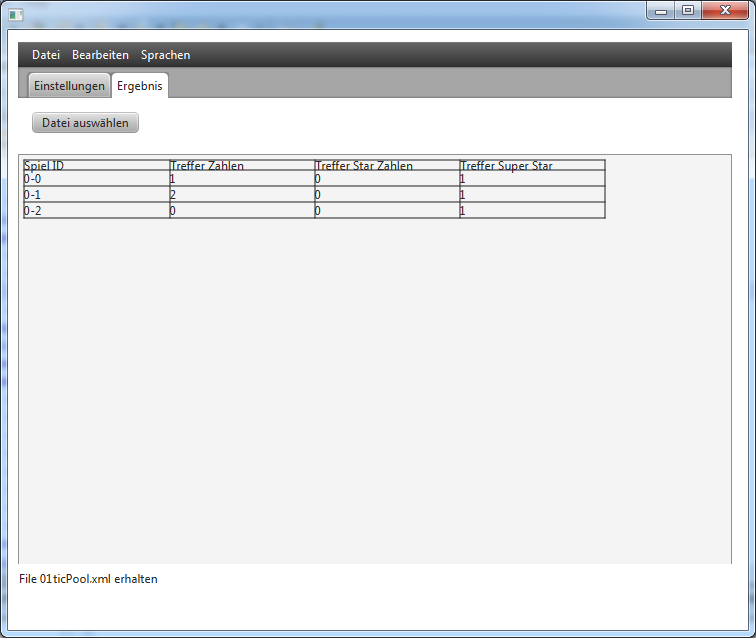 Datei Bearbeiten Sprachen
Einstellungen Ergebnis
Datei auswählen
Spiel ID Treffer Zahlen Treffer Star Zahlen Treffer Super Star
0-0 1 0 1
0-1 2 0 1
0-2 0 0 1
File 01ticPool.xml erhalten